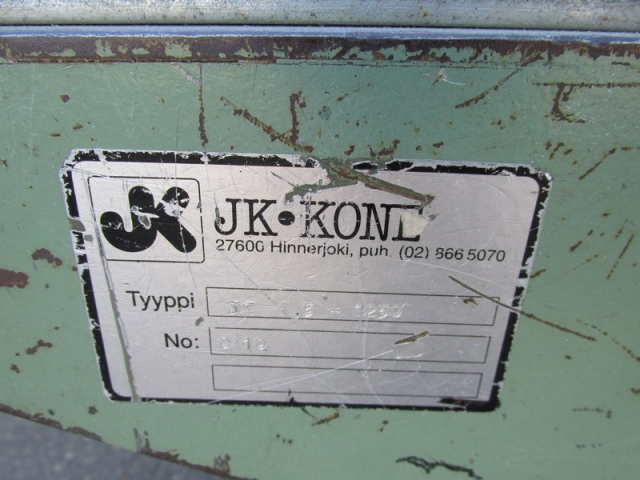 JK
JK•KONE
27600 Hinnerjoki, puh. (02) 866 5070
Tyyppi
No: